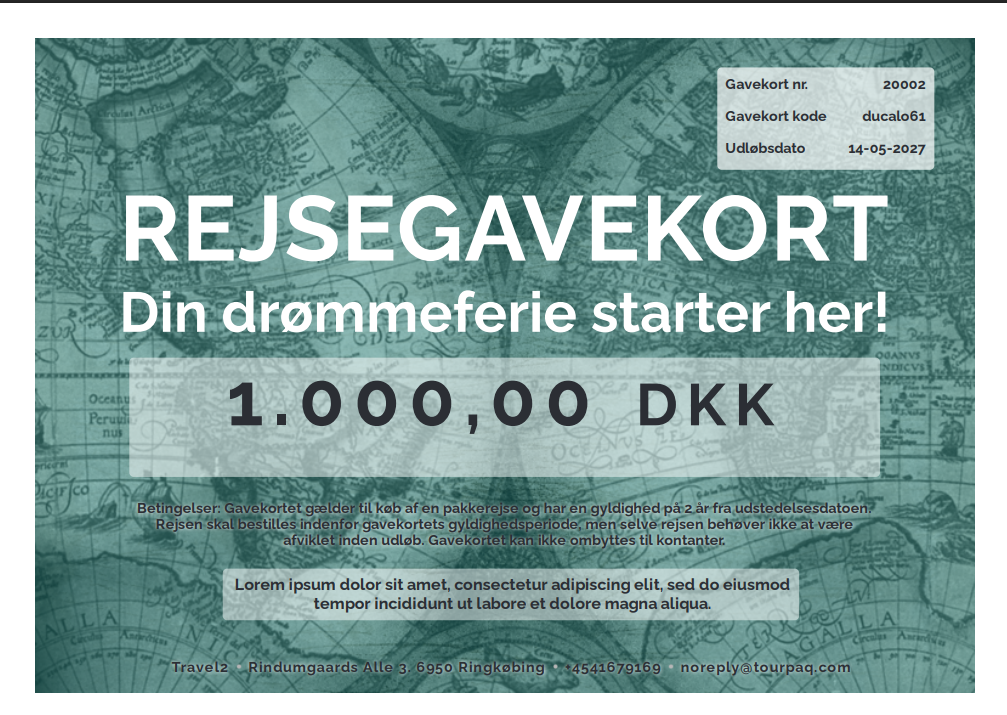 Gavekort nr. 20002
Gavekort kode ducalo61
Udløbsdato 14-05-2027
REJSEGAVEKORT
Din drømmeferie starter her!
1.000,00 DKK
Betingelser: Gavekortet gælder til køb af en pakkerejse og har en gyldighed på 2 år fra udstedelsesdatoen.
Rejsen skal bestilles indenfor gavekortets gyldighedsperiode, men selve rejsen behøver ikke at være
afviklet inden udløb. Gavekortet kan ikke ombyttes til kontanter.
Lorem ipsum dolor sit amet, consectetur adipiscing elit, sed do eiusmod
tempor incididunt ut labore et dolore magna aliqua.
Travel2 • Rindumgaards Alle 3, 6950 Ringkøbing • +4541679169 • noreply@tourpaq.com